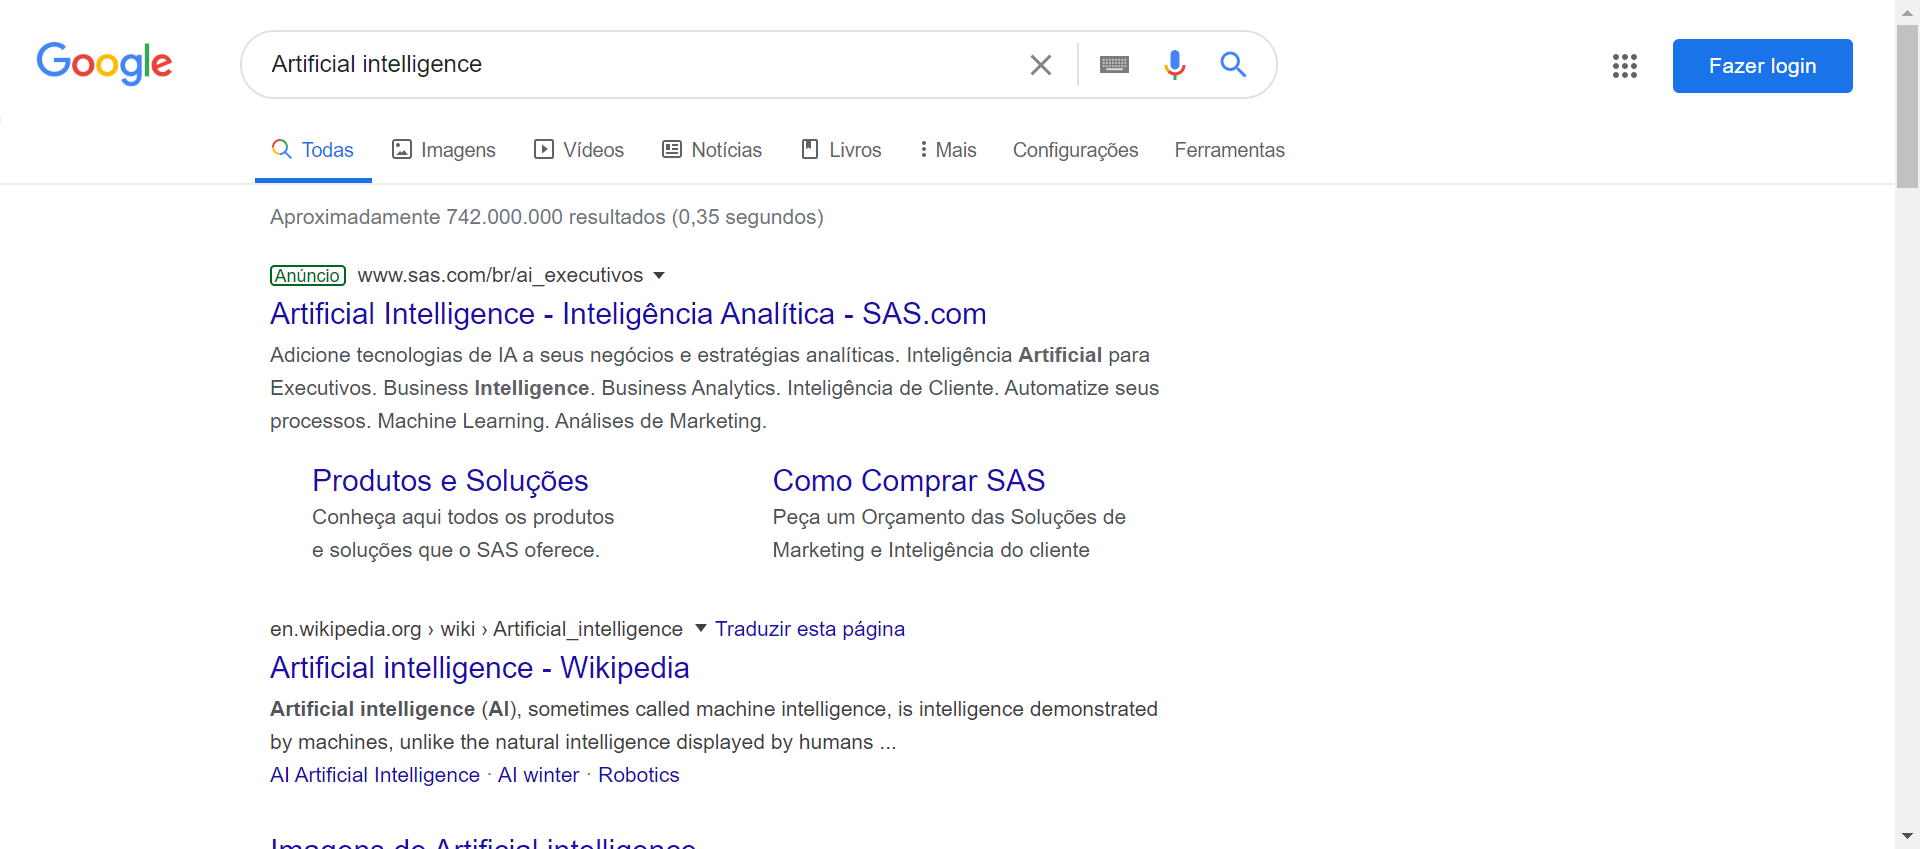 Google
Artificial intelligence
Fazer login
Todas
Imagens
Vídeos
Notícias
Livros
Mais
Configurações
Ferramentas
Aproximadamente 742.000.000 resultados (0,35 segundos)
Anúncio www.sas.com/br/ai_executivos
Artificial Intelligence - Inteligência Analítica - SAS.com
Adicione tecnologias de IA a seus negócios e estratégias analíticas. Inteligência Artificial para
Executivos. Business Intelligence. Business Analytics. Inteligência de Cliente. Automatize seus
processos. Machine Learning. Análises de Marketing.
Produtos e Soluções
Conheça aqui todos os produtos
e soluções que o SAS oferece.
Como Comprar SAS
Peça um Orçamento das Soluções de
Marketing e Inteligência do cliente
en.wikipedia.org › wiki › Artificial_intelligence Traduzir esta página
Artificial intelligence - Wikipedia
Artificial intelligence (AI), sometimes called machine intelligence, is intelligence demonstrated
by machines, unlike the natural intelligence displayed by humans ...
AI Artificial Intelligence · AI winter · Robotics
Imagens de Artificial intelligence